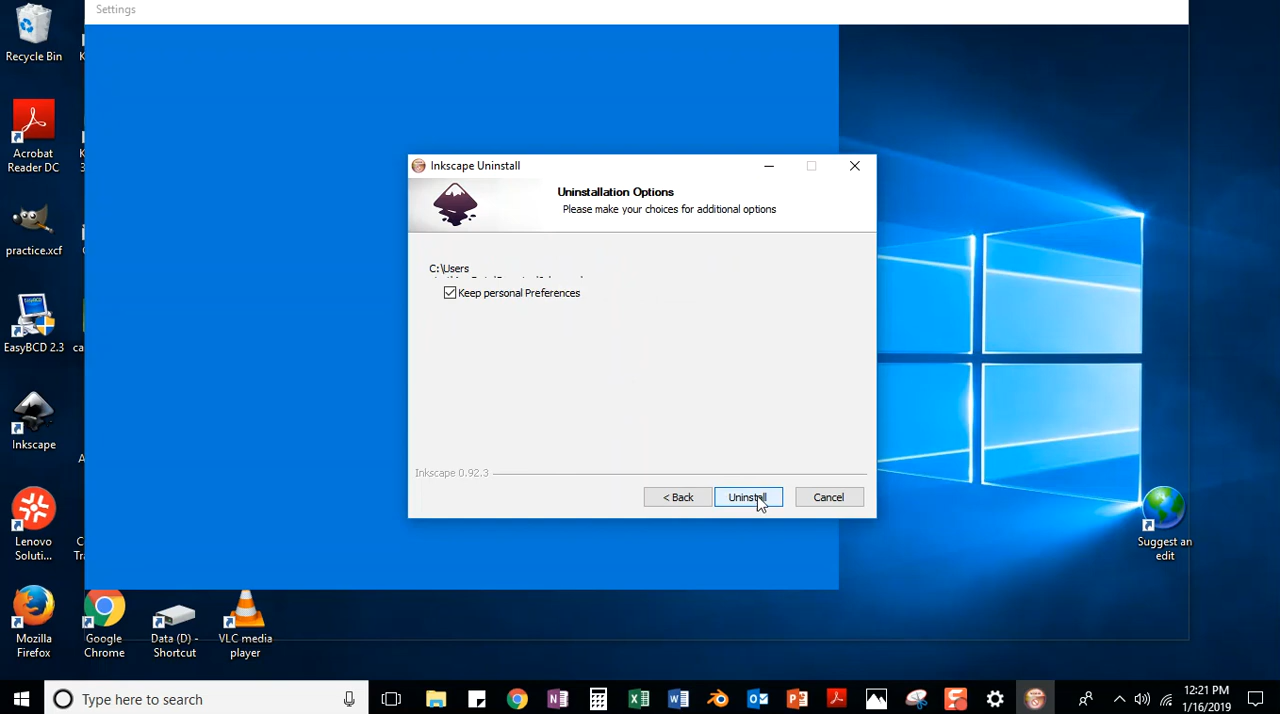 Settings
Recycle Bin
K
Acrobat
Reader DC
K
3
practice.xcf
EasyBCD 2.3
ca
Inkscape
A
Lenovo
Soluti...
C
Tra
Mozilla
Firefox
Google
Chrome
Data (D) -
Shortcut
VLC media
player
Inkscape Uninstall
Uninstallation Options
Please make your choices for additional options
C:\Users
Keep personal Preferences
Inkscape 0.92.3
< Back
Uninstall
Cancel
Suggest an
edit
Type here to search
12:21 PM
1/16/2019